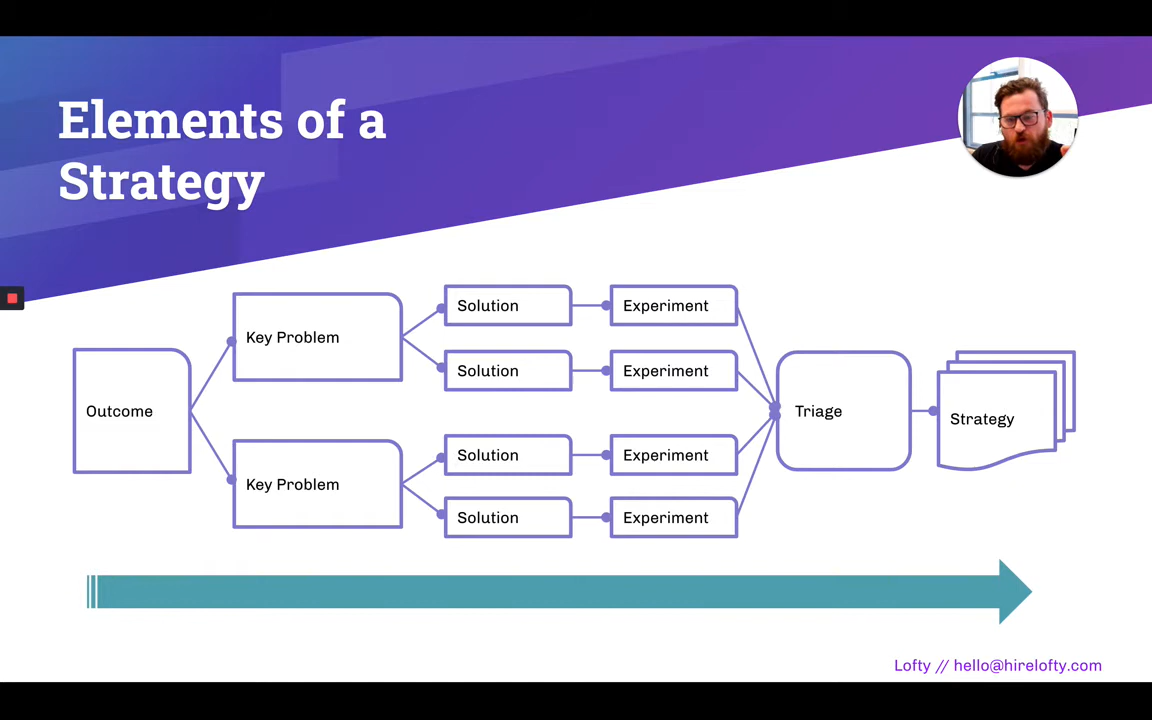 Elements of a
Strategy
Outcome
Key Problem
Key Problem
Solution
Solution
Solution
Solution
Experiment
Experiment
Experiment
Experiment
Triage
Strategy
Lofty // hello@hirelofty.com